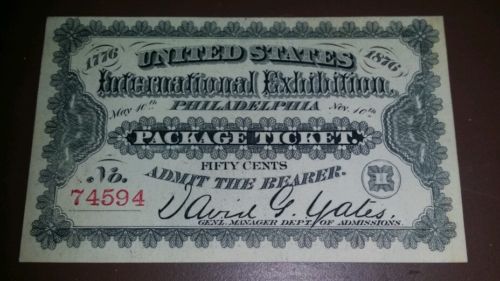 1776 UNITED STATES 1876
International Exhibition.
May 10th PHILADELPHIA Nov. 10th
PACKAGE TICKET.
FIFTY CENTS
No. ADMIT THE BEARER.
74594
David G. Yates,
GENL. MANAGER DEPT. OF ADMISSIONS.